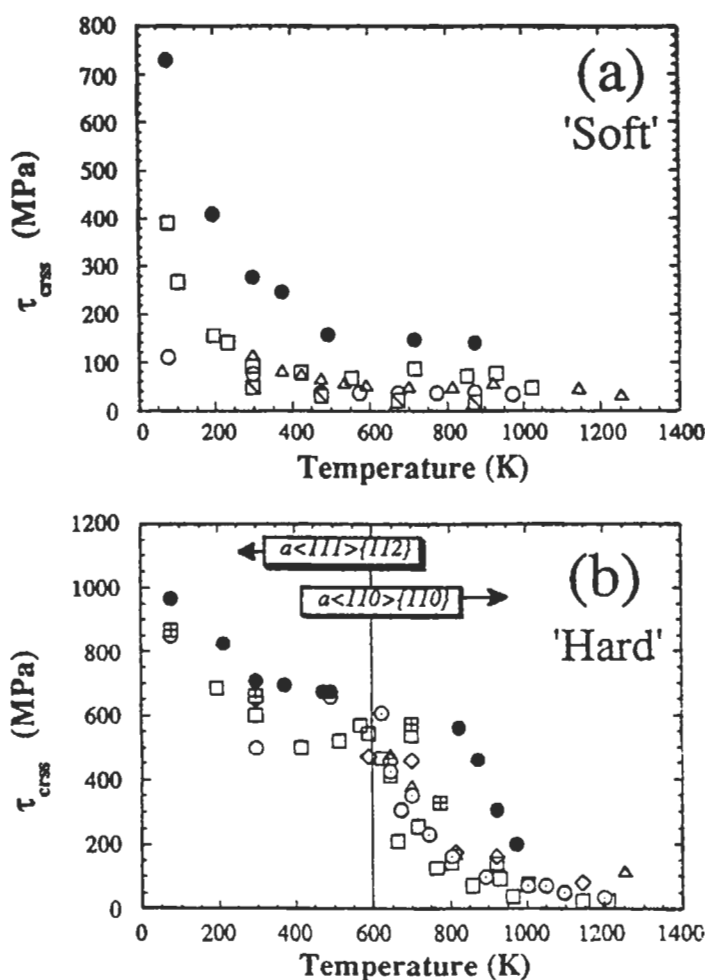 800
700
600
500
400
300
200
100
0
τcrss (MPa)
(a)
'Soft'
0 200 400 600 800 1000 1200 1400
Temperature (K)
1200
1000
800
600
400
200
0
τcrss (MPa)
a<111>{112}
a<110>{110}
(b)
'Hard'
0 200 400 600 800 1000 1200 1400
Temperature (K)